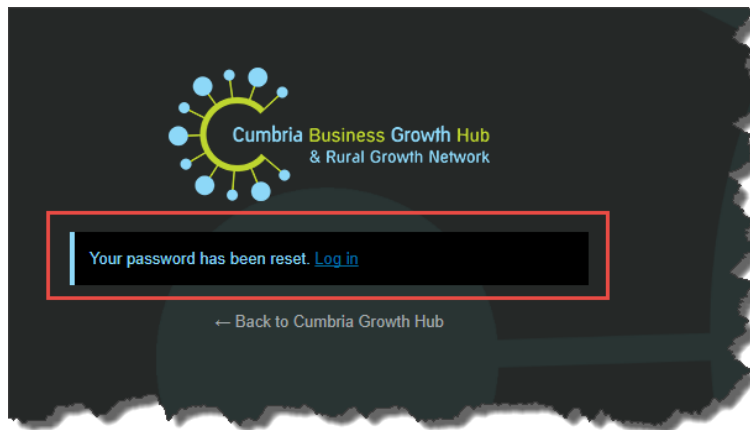 Cumbria Business Growth Hub
& Rural Growth Network
Your password has been reset. Log in
← Back to Cumbria Growth Hub